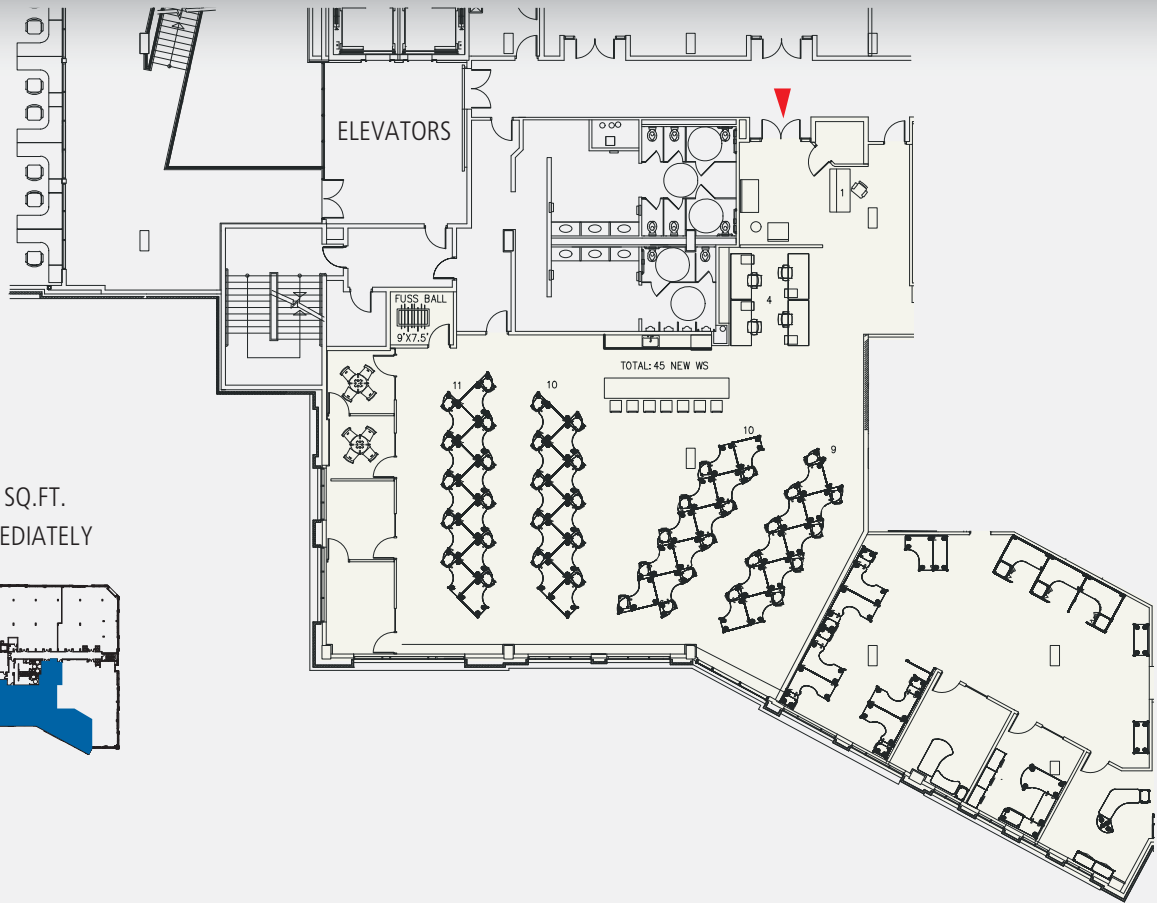 ELEVATORS
1
FUSS BALL
9'X7.5'
4
TOTAL: 45 NEW WS
11
10
10
9
SQ.FT.
EDIATELY